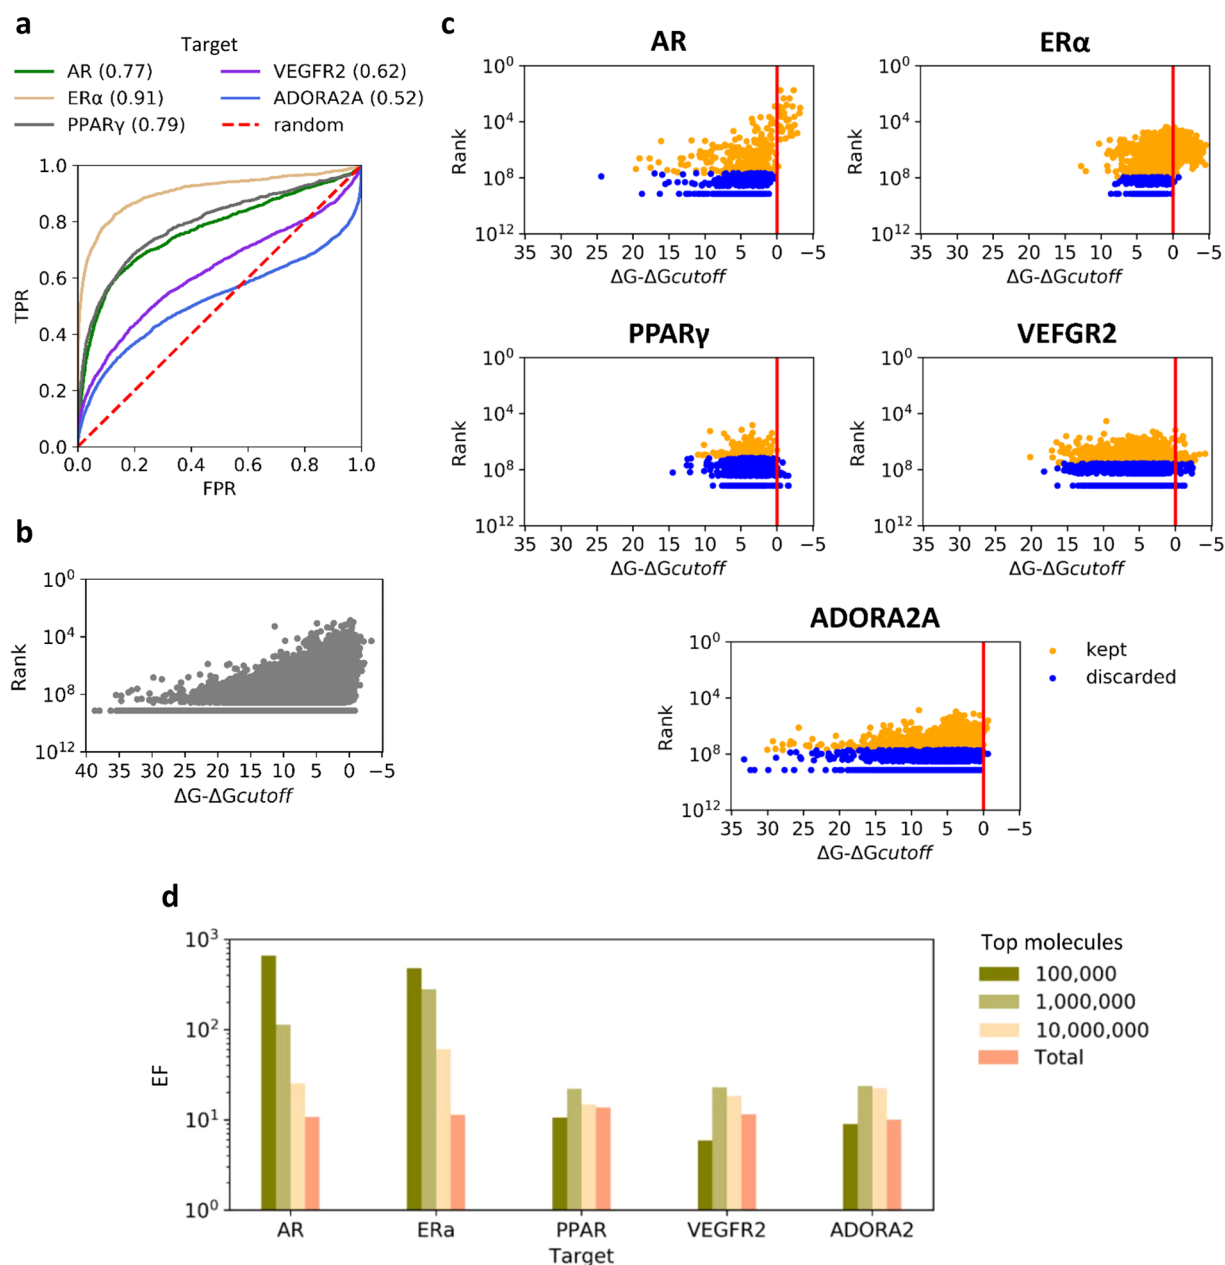 a
Target
AR (0.77)
VEGFR2 (0.62)
ERα (0.91)
ADORA2A (0.52)
PPARγ (0.79)
random
1.0
0.8
0.6
0.4
0.2
0.0
TPR
0.0 0.2 0.4 0.6 0.8 1.0
FPR
b
10^0
10^4
10^8
10^12
Rank
40 35 30 25 20 15 10 5 0 −5
ΔG-ΔGcutoff
c
AR
10^0
10^4
10^8
10^12
Rank
35 30 25 20 15 10 5 0 −5
ΔG-ΔGcutoff
ERα
10^0
10^4
10^8
10^12
Rank
35 30 25 20 15 10 5 0 −5
ΔG-ΔGcutoff
PPARγ
10^0
10^4
10^8
10^12
Rank
35 30 25 20 15 10 5 0 −5
ΔG-ΔGcutoff
VEFGR2
10^0
10^4
10^8
10^12
Rank
35 30 25 20 15 10 5 0 −5
ΔG-ΔGcutoff
ADORA2A
10^0
10^4
10^8
10^12
Rank
35 30 25 20 15 10 5 0 −5
ΔG-ΔGcutoff
kept
discarded
d
10^3
10^2
10^1
10^0
EF
AR ERa PPAR VEGFR2 ADORA2
Target
Top molecules
100,000
1,000,000
10,000,000
Total